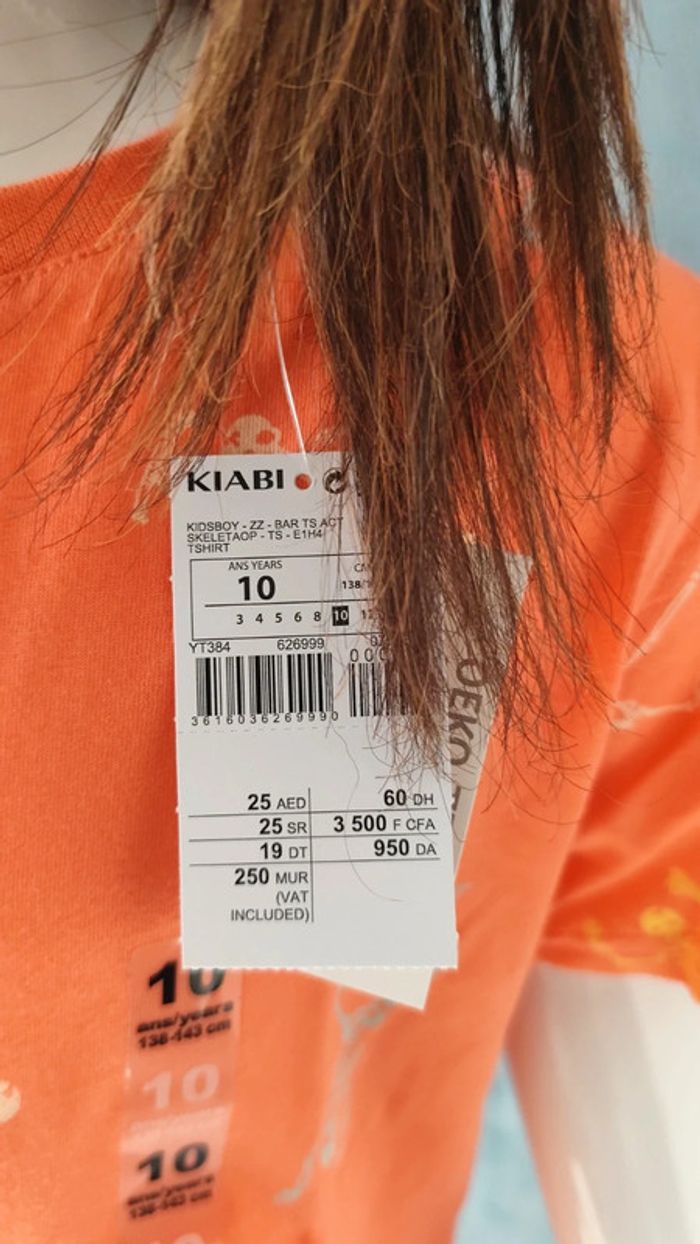 KIABI
KIDSBOY - ZZ - BAR TS ACT
SKELETAOP - TS - E1H4
TSHIRT
ANS YEARS
10
138/
3 4 5 6 8 10
YT384 626999
3616036269990
25 AED 60 DH
25 SR 3 500 F CFA
19 DT 950 DA
250 MUR
(VAT
INCLUDED)
OEKO
10
ans/years
138-143 cm
10
10
ans/years
138-143 cm